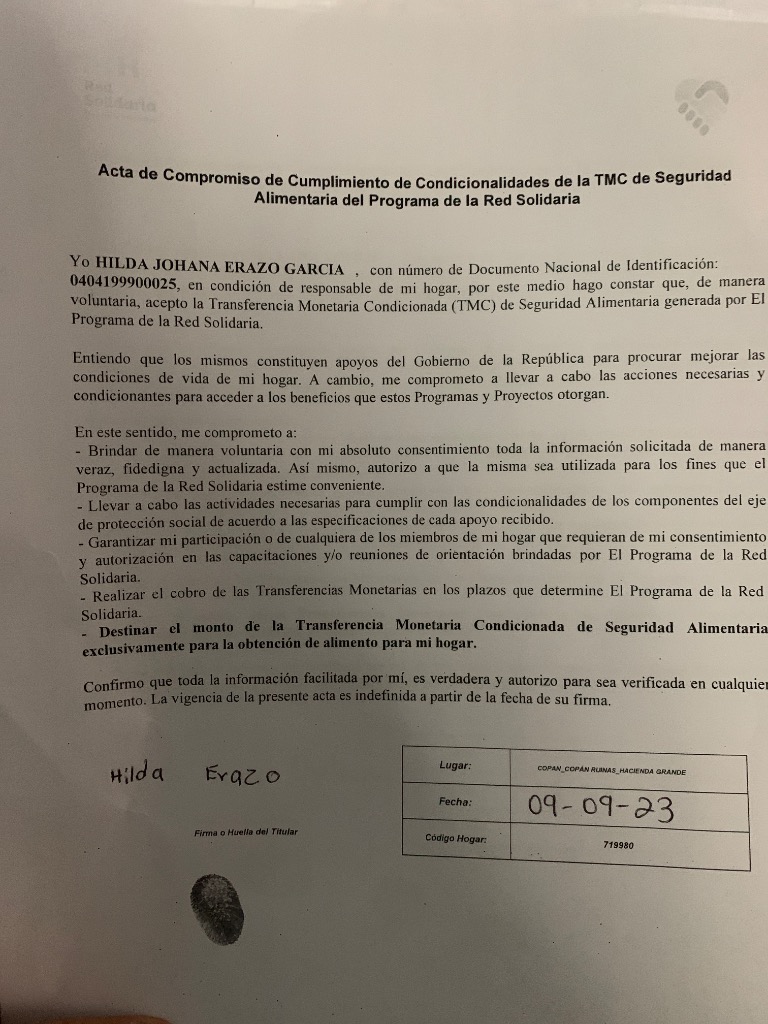 Red
Solidaria
Acta de Compromiso de Cumplimiento de Condicionalidades de la TMC de Seguridad
Alimentaria del Programa de la Red Solidaria
Yo HILDA JOHANA ERAZO GARCIA , con número de Documento Nacional de Identificación:
0404199900025, en condición de responsable de mi hogar, por este medio hago constar que, de manera
voluntaria, acepto la Transferencia Monetaria Condicionada (TMC) de Seguridad Alimentaria generada por El
Programa de la Red Solidaria.
Entiendo que los mismos constituyen apoyos del Gobierno de la República para procurar mejorar las
condiciones de vida de mi hogar. A cambio, me comprometo a llevar a cabo las acciones necesarias y
condicionantes para acceder a los beneficios que estos Programas y Proyectos otorgan.
En este sentido, me comprometo a:
- Brindar de manera voluntaria con mi absoluto consentimiento toda la información solicitada de manera
veraz, fidedigna y actualizada. Así mismo, autorizo a que la misma sea utilizada para los fines que el
Programa de la Red Solidaria estime conveniente.
- Llevar a cabo las actividades necesarias para cumplir con las condicionalidades de los componentes del eje
de protección social de acuerdo a las especificaciones de cada apoyo recibido.
- Garantizar mi participación o de cualquiera de los miembros de mi hogar que requieran de mi consentimiento
y autorización en las capacitaciones y/o reuniones de orientación brindadas por El Programa de la Red
Solidaria.
- Realizar el cobro de las Transferencias Monetarias en los plazos que determine El Programa de la Red
Solidaria.
- Destinar el monto de la Transferencia Monetaria Condicionada de Seguridad Alimentaria
exclusivamente para la obtención de alimento para mi hogar.
Confirmo que toda la información facilitada por mí, es verdadera y autorizo para sea verificada en cualquier
momento. La vigencia de la presente acta es indefinida a partir de la fecha de su firma.
Hilda Erazo
Firma o Huella del Titular
Lugar: COPAN_COPÁN RUINAS_HACIENDA GRANDE
Fecha: 09-09-23
Código Hogar: 719980